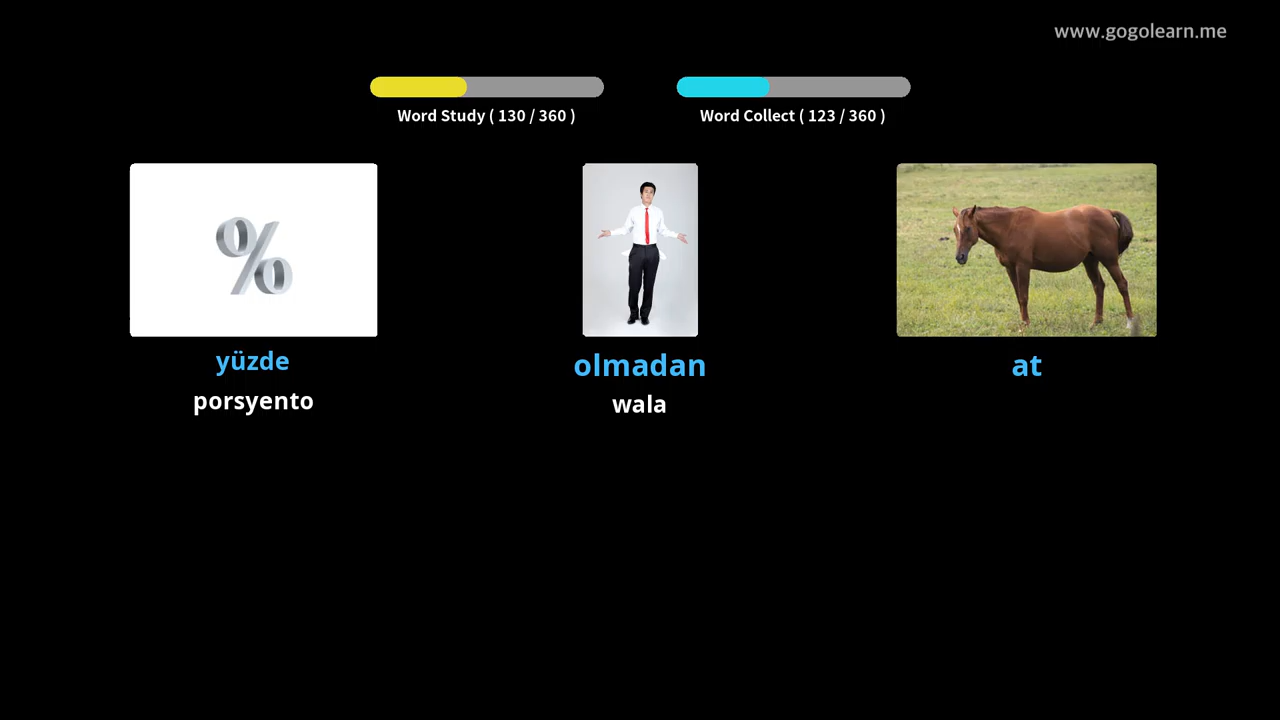 www.gogolearn.me
Word Study ( 130 / 360 )
Word Collect ( 123 / 360 )
%
yüzde
porsyento
olmadan
wala
at